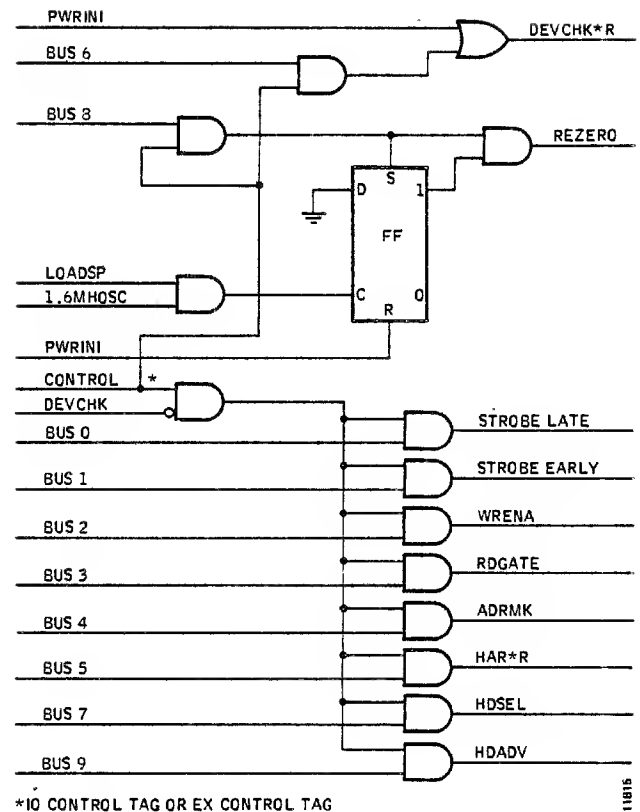 PWRINI
DEVCHK*R
BUS 6
BUS 8
REZERO
S
D
1
FF
LOADSP
1.6MHOSC
C
0
R
PWRINI
CONTROL *
DEVCHK
BUS 0
STROBE LATE
BUS 1
STROBE EARLY
BUS 2
WRENA
BUS 3
RDGATE
BUS 4
ADRMK
BUS 5
HAR*R
BUS 7
HDSEL
BUS 9
HDADV
*IO CONTROL TAG OR EX CONTROL TAG
11815